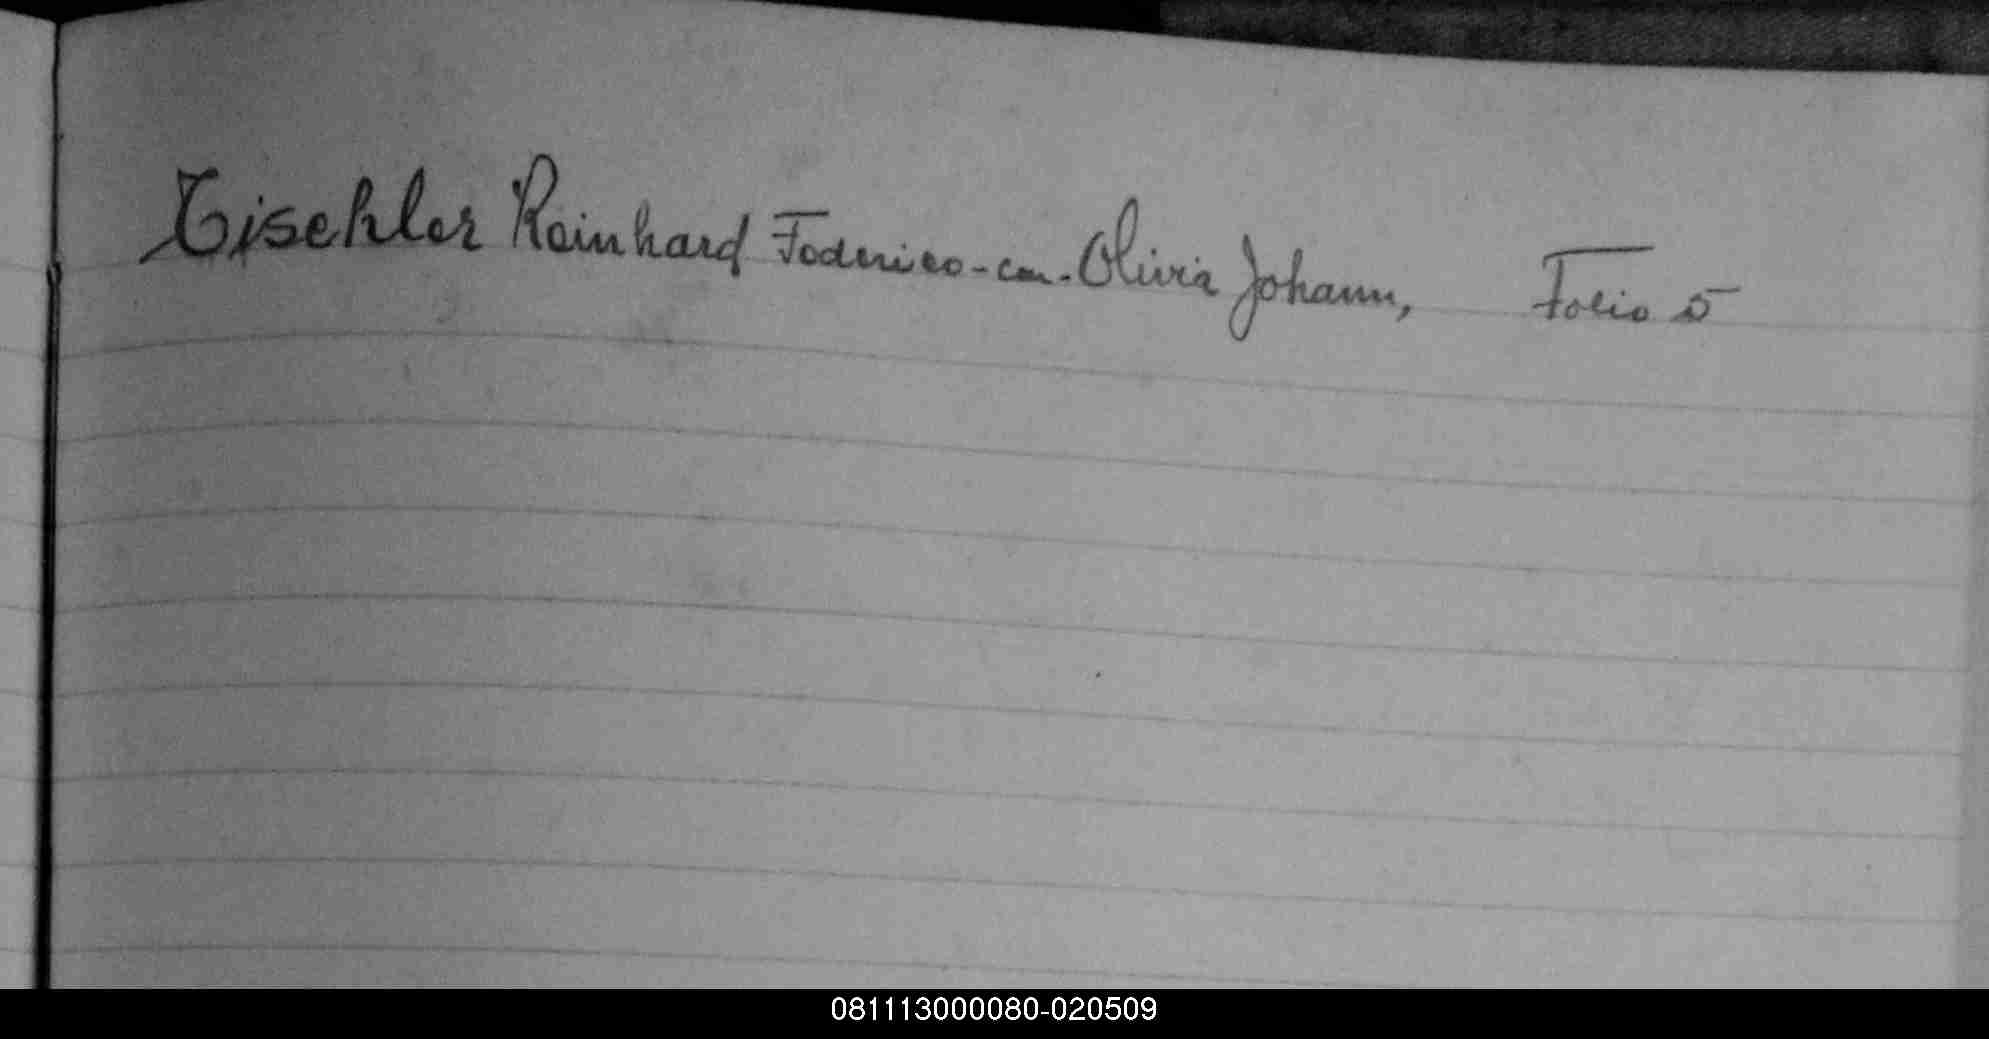 Tischler Reinhard Federico-con-Olivia Johann, Folio 5
081113000080-020509